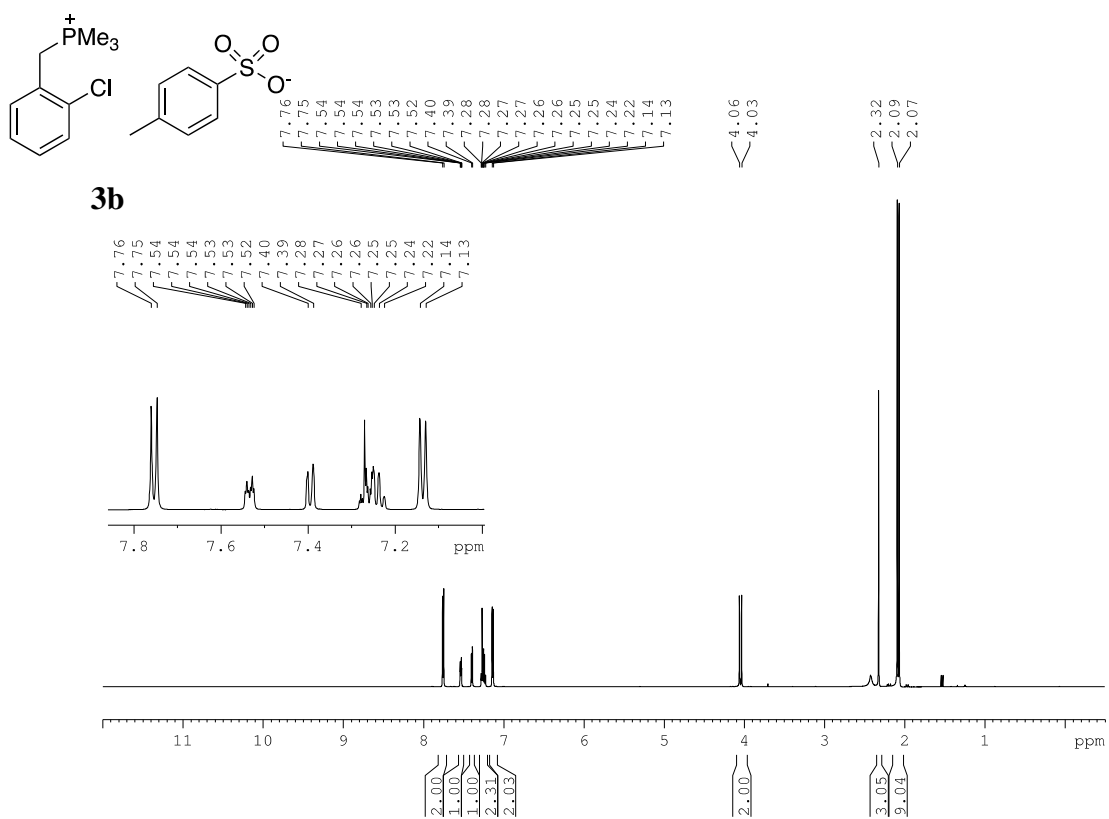 +
PMe3
O O
S
Cl
O-
7.76 7.75 7.54 7.54 7.54 7.53 7.53 7.52 7.40 7.39 7.28 7.28 7.27 7.27 7.26 7.26 7.25 7.25 7.24 7.22 7.14 7.13 4.06 4.03 2.32 2.09 2.07
3b
7.76 7.75 7.54 7.54 7.54 7.53 7.53 7.52 7.40 7.39 7.28 7.27 7.26 7.26 7.25 7.25 7.24 7.22 7.14 7.13
7.8 7.6 7.4 7.2 ppm
11 10 9 8 7 6 5 4 3 2 1 ppm
2.00 1.00 1.00 2.31 2.03 2.00 3.05 9.04